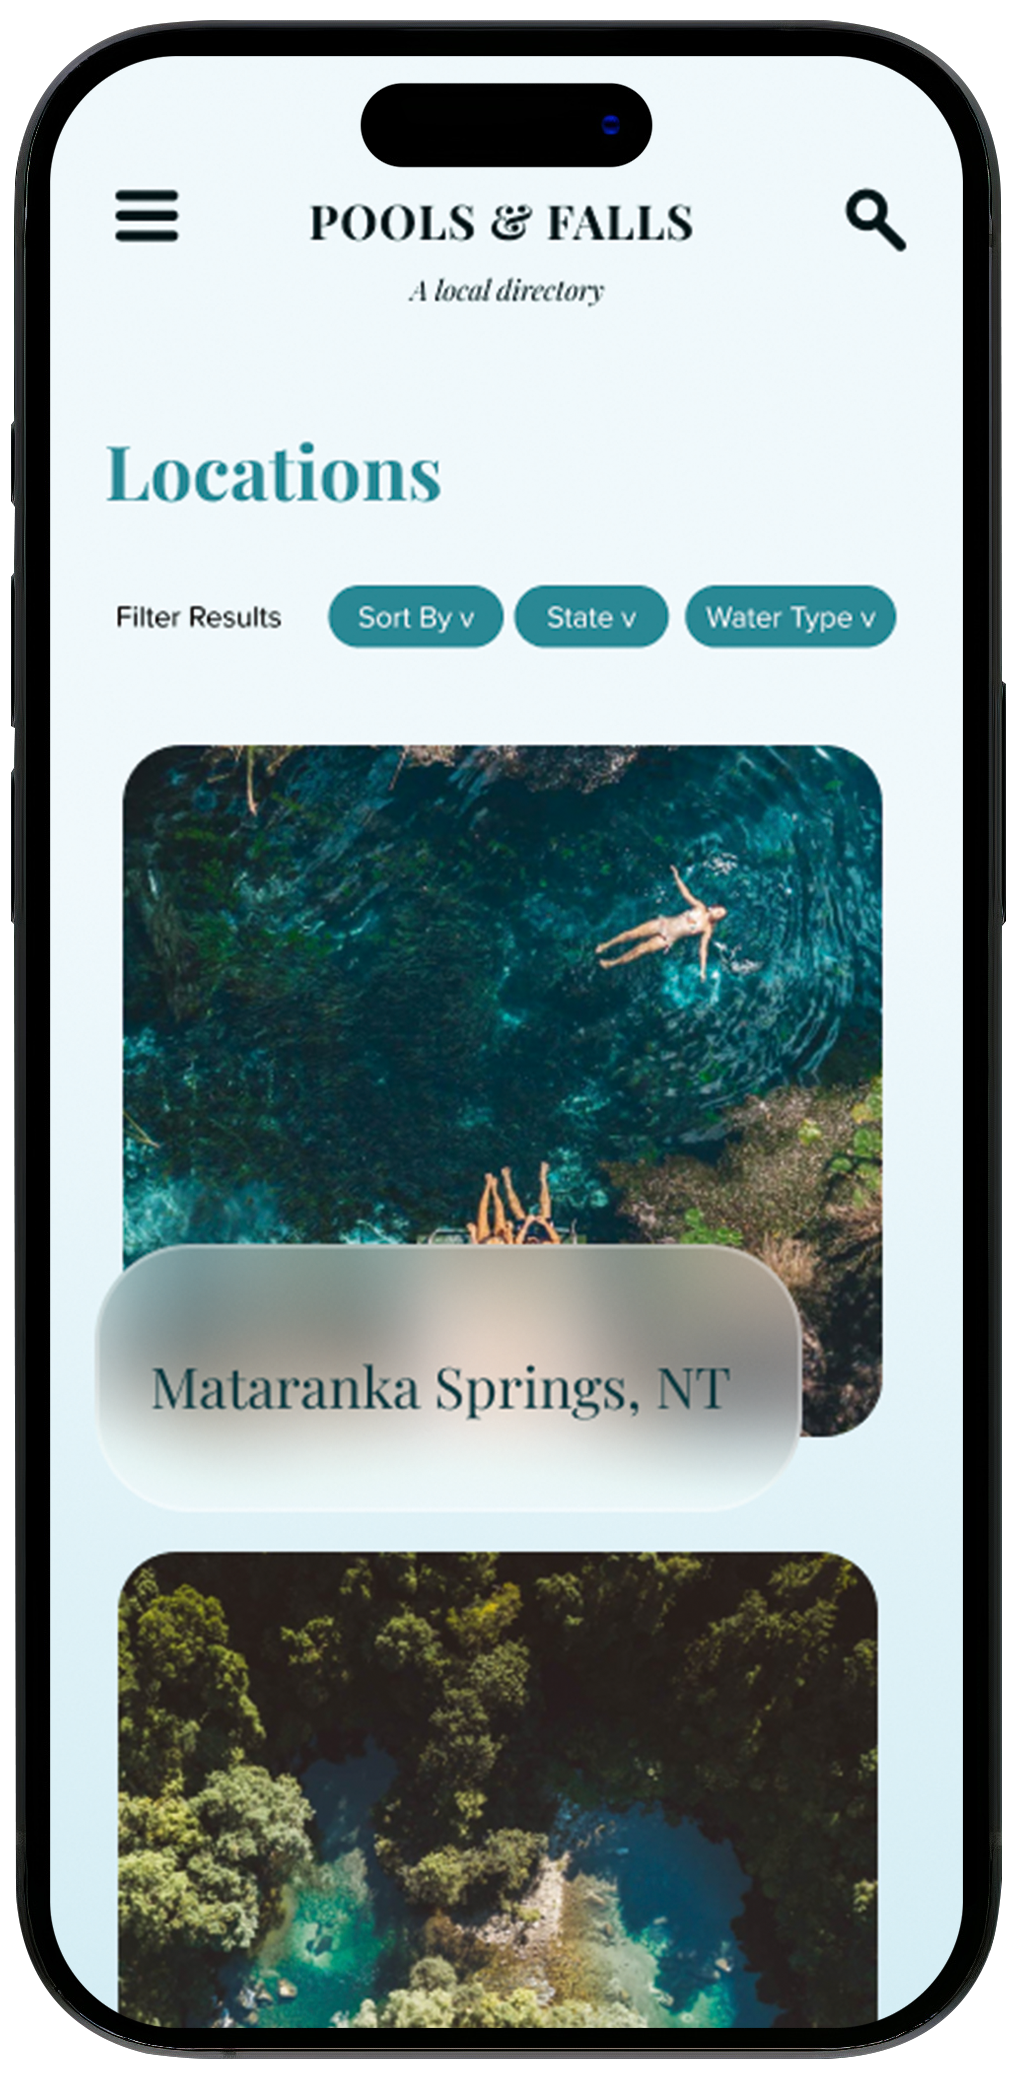 POOLS & FALLS
A local directory
Locations
Filter Results Sort By v State v Water Type v
Mataranka Springs, NT